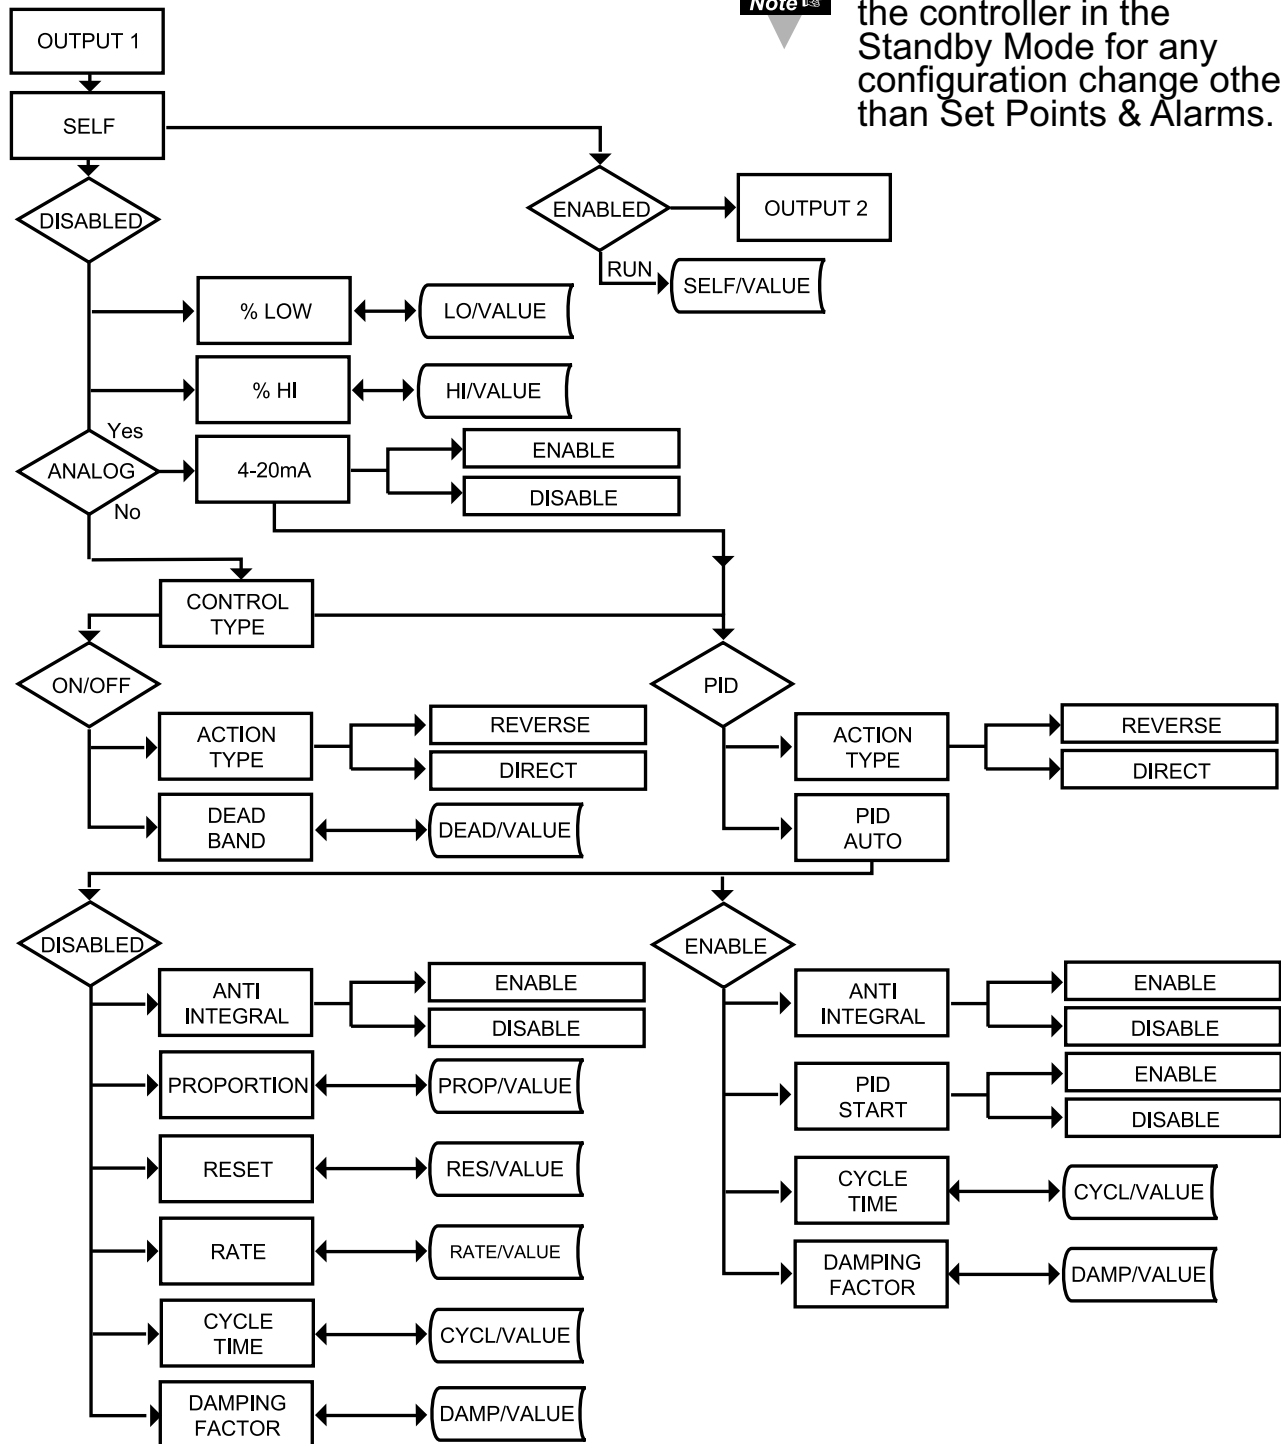 Note
the controller in the
Standby Mode for any
configuration change othe
than Set Points & Alarms.
OUTPUT 1
SELF
DISABLED
ENABLED
OUTPUT 2
RUN
SELF/VALUE
% LOW
LO/VALUE
% HI
HI/VALUE
Yes
ANALOG
4-20mA
ENABLE
DISABLE
No
CONTROL
TYPE
ON/OFF
PID
ACTION
TYPE
REVERSE
DIRECT
ACTION
TYPE
REVERSE
DIRECT
DEAD
BAND
DEAD/VALUE
PID
AUTO
DISABLED
ENABLE
ANTI
INTEGRAL
ENABLE
DISABLE
PROPORTION
PROP/VALUE
RESET
RES/VALUE
RATE
RATE/VALUE
CYCLE
TIME
CYCL/VALUE
DAMPING
FACTOR
DAMP/VALUE
ANTI
INTEGRAL
ENABLE
DISABLE
PID
START
ENABLE
DISABLE
CYCLE
TIME
CYCL/VALUE
DAMPING
FACTOR
DAMP/VALUE